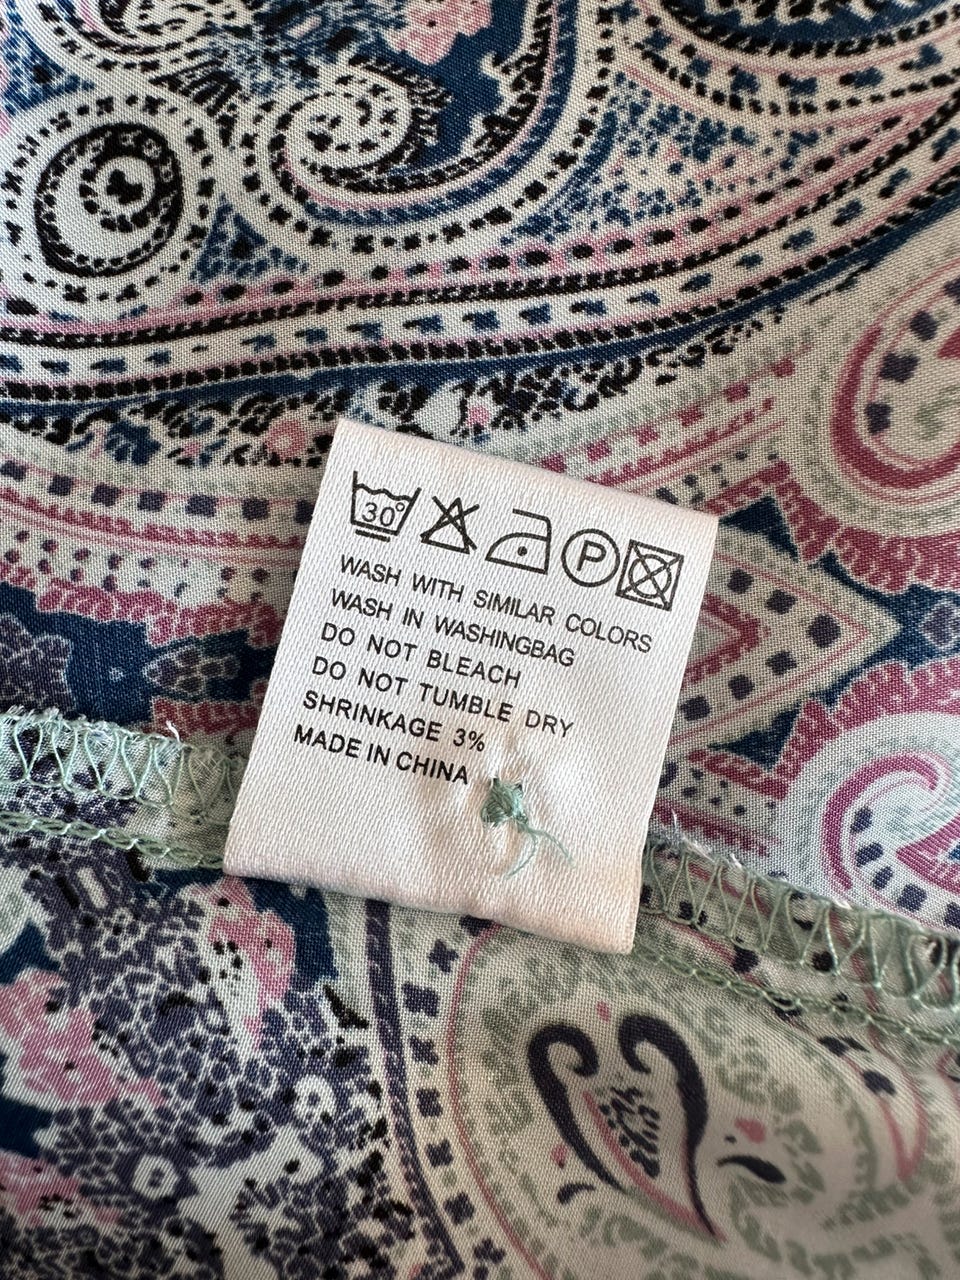 30° P
WASH WITH SIMILAR COLORS
WASH IN WASHINGBAG
DO NOT BLEACH
DO NOT TUMBLE DRY
SHRINKAGE 3%
MADE IN CHINA